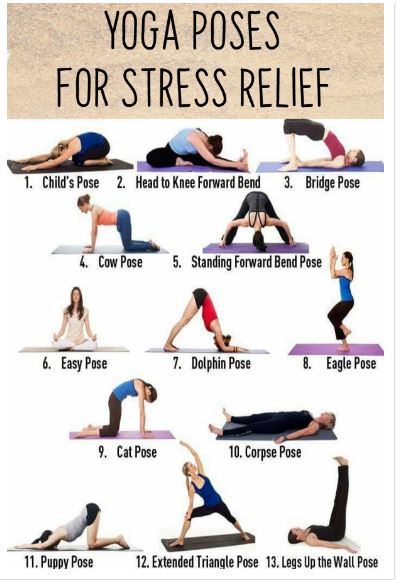 YOGA POSES
FOR STRESS RELIEF
1. Child's Pose 2. Head to Knee Forward Bend 3. Bridge Pose
4. Cow Pose 5. Standing Forward Bend Pose
6. Easy Pose 7. Dolphin Pose 8. Eagle Pose
9. Cat Pose 10. Corpse Pose
11. Puppy Pose 12. Extended Triangle Pose 13. Legs Up the Wall Pose